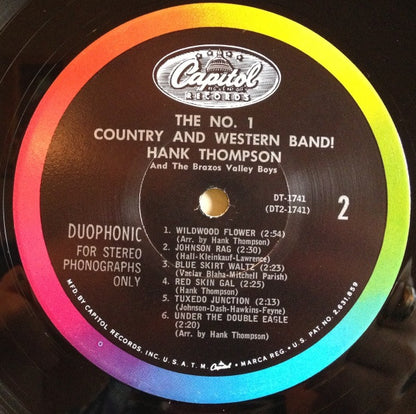 Capitol
RECORDS
THE NO. 1
COUNTRY AND WESTERN BAND!
HANK THOMPSON
And The Brazos Valley Boys
DT-1741
(DT2-1741)
2
DUOPHONIC
FOR STEREO
PHONOGRAPHS
ONLY
1. WILDWOOD FLOWER (2:54)
(Arr. by Hank Thompson)
2. JOHNSON RAG (2:30)
(Hall-Kleinkauf-Lawrence)
3. BLUE SKIRT WALTZ (2:23)
(Vaclav Blaha-Mitchell Parish)
4. RED SKIN GAL (2:25)
(Hank Thompson)
5. TUXEDO JUNCTION (2:13)
(Johnson-Dash-Hawkins-Feyne)
6. UNDER THE DOUBLE EAGLE
(2:20)
(Arr. by Hank Thompson)
MFD. BY CAPITOL RECORDS, INC. U.S.A. T.M. Capitol MARCA REG. • U.S. PAT. NO. 2,631,859